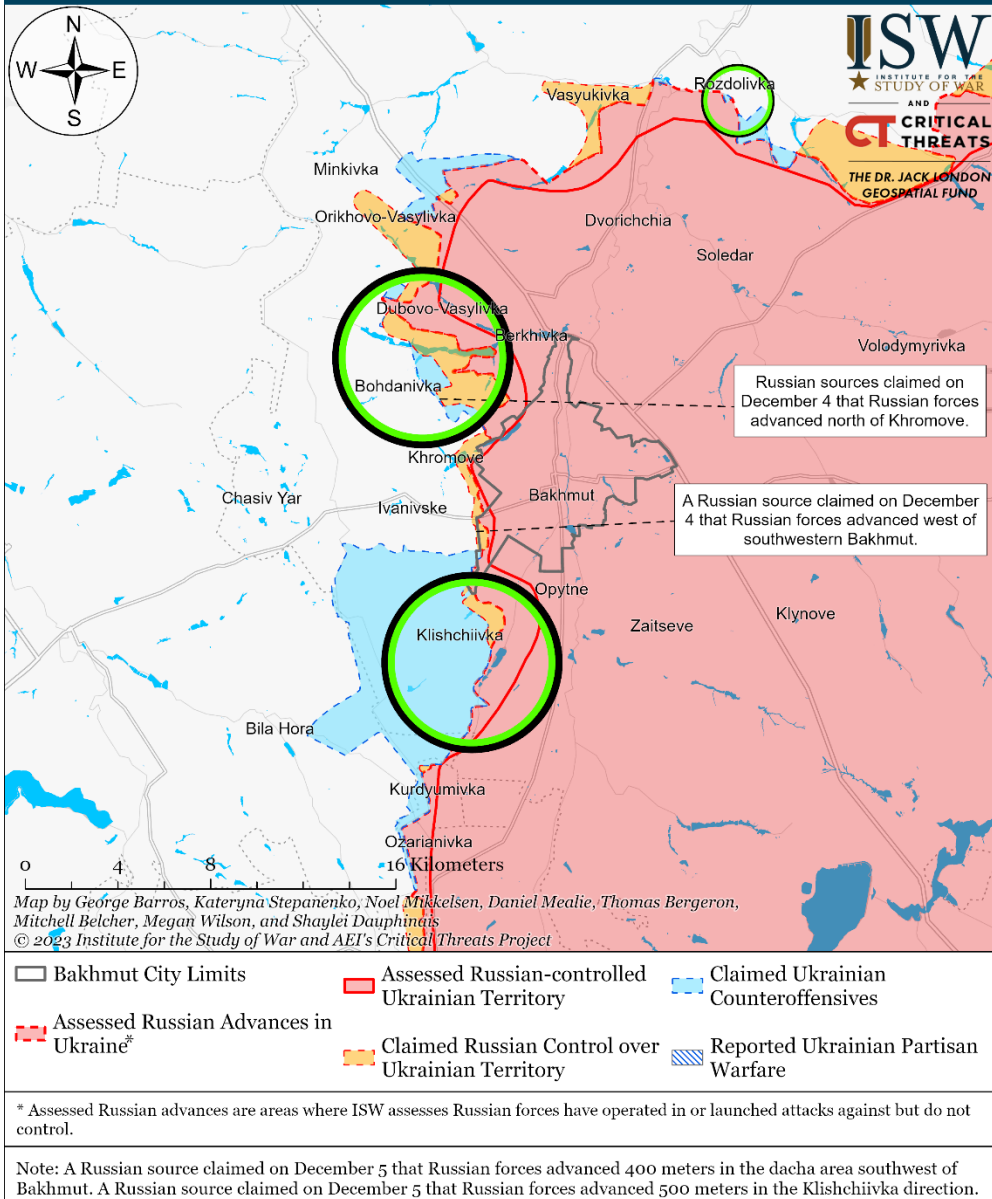 N
W E
S
ISW
INSTITUTE FOR THE
STUDY OF WAR
AND
CT CRITICAL
THREATS
THE DR. JACK LONDON
GEOSPATIAL FUND
Rozdolivka
Vasyukivka
Minkivka
Orikhovo-Vasylivka
Dvorichchia
Soledar
Dubovo-Vasylivka
Berkhivka
Volodymyrivka
Bohdanivka
Russian sources claimed on
December 4 that Russian forces
advanced north of Khromove.
Khromove
Chasiv Yar
Ivanivske
Bakhmut
A Russian source claimed on December
4 that Russian forces advanced west of
southwestern Bakhmut.
Opytne
Klishchiivka
Zaitseve
Klynove
Bila Hora
Kurdyumivka
Ozarianivka
0 4 8 16 Kilometers
Map by George Barros, Kateryna Stepanenko, Noel Mikkelsen, Daniel Mealie, Thomas Bergeron,
Mitchell Belcher, Megan Wilson, and Shaylei Dauphinais
© 2023 Institute for the Study of War and AEI's Critical Threats Project
Bakhmut City Limits
Assessed Russian Advances in
Ukraine*
Assessed Russian-controlled
Ukrainian Territory
Claimed Russian Control over
Ukrainian Territory
Claimed Ukrainian
Counteroffensives
Reported Ukrainian Partisan
Warfare
* Assessed Russian advances are areas where ISW assesses Russian forces have operated in or launched attacks against but do not
control.
Note: A Russian source claimed on December 5 that Russian forces advanced 400 meters in the dacha area southwest of
Bakhmut. A Russian source claimed on December 5 that Russian forces advanced 500 meters in the Klishchiivka direction.